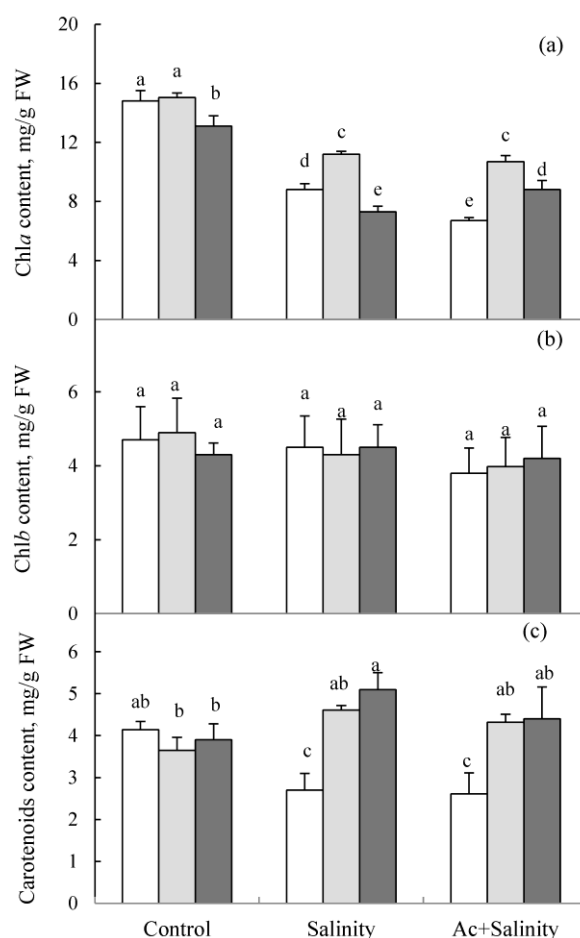 20
16
12
8
4
0
Chla content, mg/g FW
(a)
a
a
b
d
c
e
e
c
d
6
4
2
0
Chlb content, mg/g FW
(b)
a
a
a
a
a
a
a
a
a
6
5
4
3
2
1
0
Carotenoids content, mg/g FW
(c)
ab
b
b
c
ab
a
c
ab
ab
Control
Salinity
Ac+Salinity